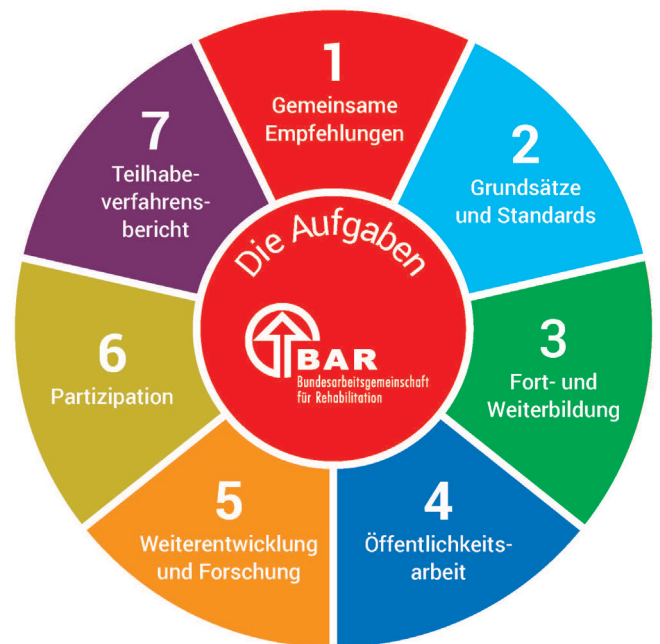 Die Aufgaben
BAR
Bundesarbeitsgemeinschaft
für Rehabilitation
1
Gemeinsame
Empfehlungen
2
Grundsätze
und Standards
3
Fort- und
Weiterbildung
4
Öffentlichkeits-
arbeit
5
Weiterentwicklung
und Forschung
6
Partizipation
7
Teilhabe-
verfahrens-
bericht